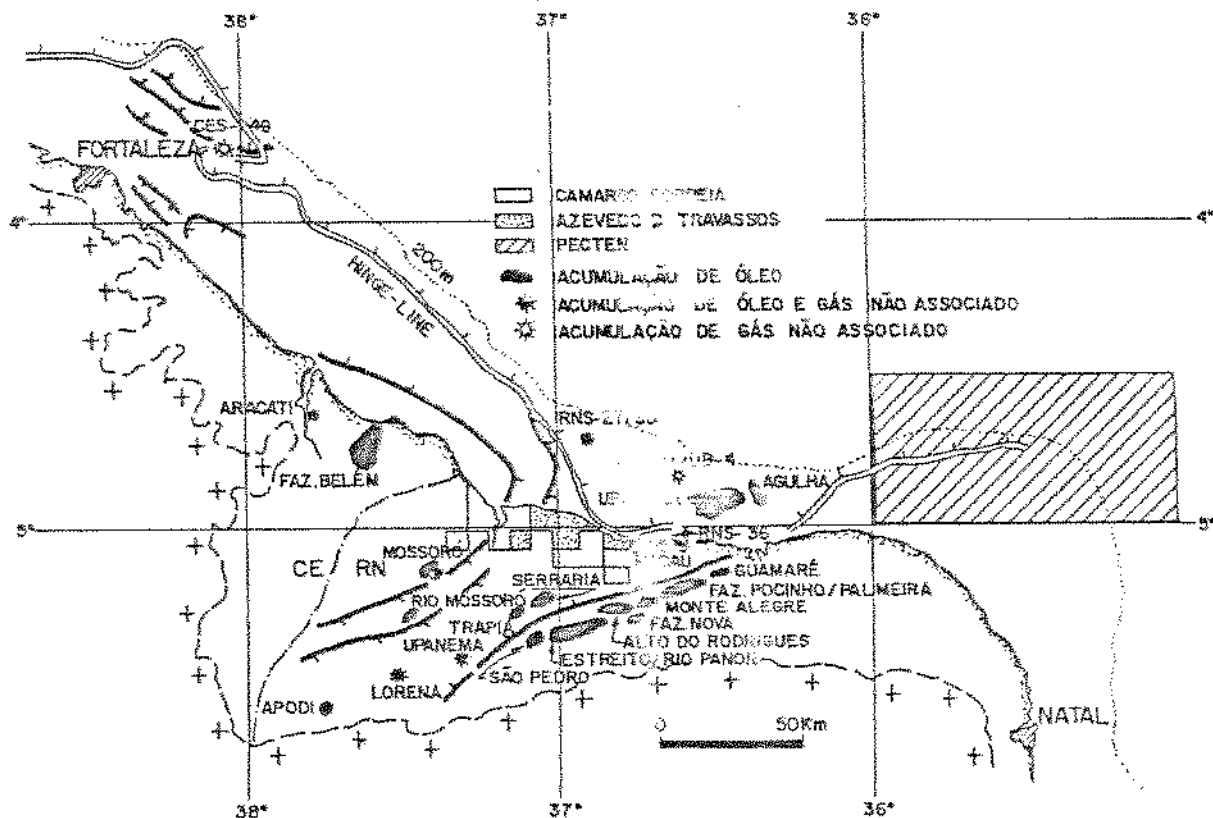 38° 37° 36°
FORTALEZA
CAMARGO CORREIA
AZEVEDO E TRAVASSOS
PECTEN
ACUMULAÇÃO DE ÓLEO
ACUMULAÇÃO DE ÓLEO E GÁS NÃO ASSOCIADO
ACUMULAÇÃO DE GÁS NÃO ASSOCIADO
4° 4°
200m
HINGE-LINE
ARACATI
FAZ. BELÉM
AGULHA
5° 5°
RNS-36
CE RN
MOSSORÓ
GUAMARÉ
SERRARIA
FAZ. POCINHO/PALMEIRA
RIO MOSSORÓ
MONTE ALEGRE
TRAPIÁ
FAZ. NOVA
UPANEMA
ALTO DO RODRIGUES
ESTREITO/RIO PANON
SÃO PEDRO
LORENA
APODI
0 50Km
NATAL
38° 37° 36°